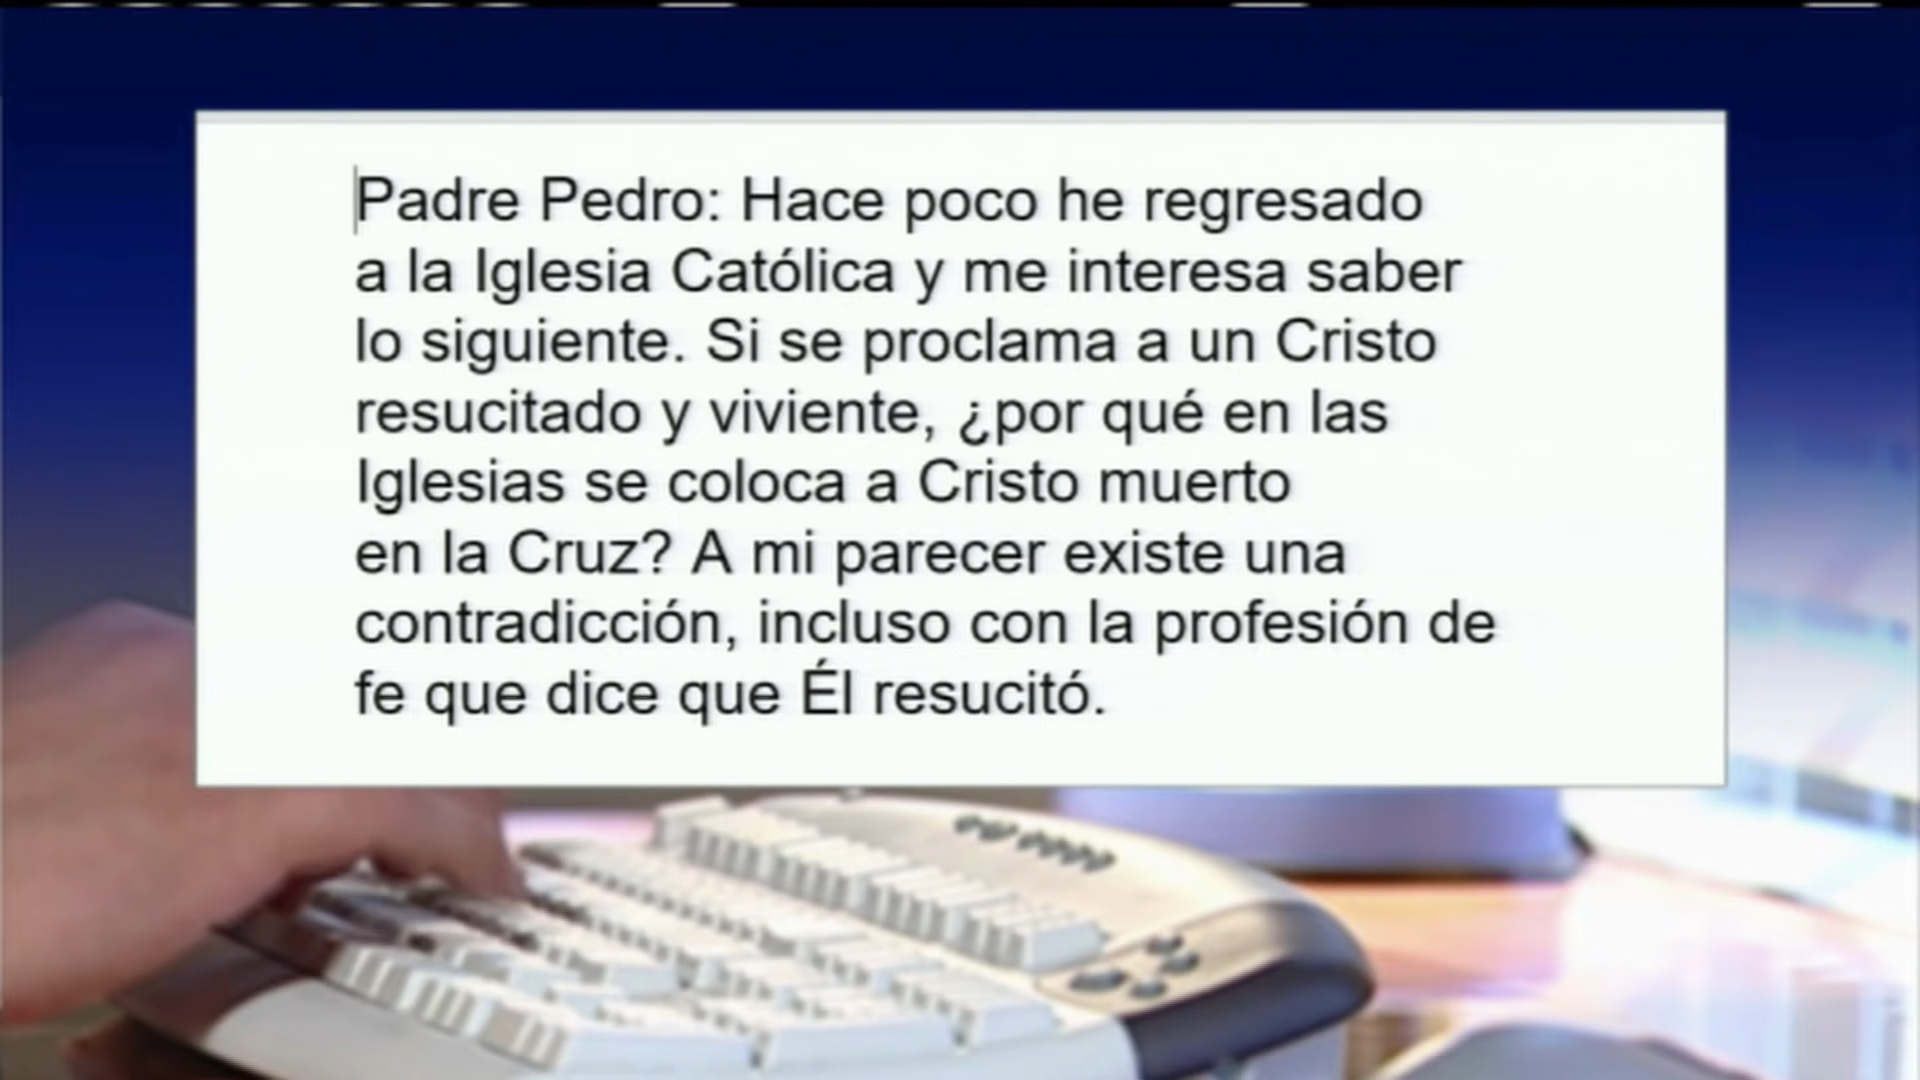 Padre Pedro: Hace poco he regresado
a la Iglesia Católica y me interesa saber
lo siguiente. Si se proclama a un Cristo
resucitado y viviente, ¿por qué en las
Iglesias se coloca a Cristo muerto
en la Cruz? A mi parecer existe una
contradicción, incluso con la profesión de
fe que dice que Él resucitó.